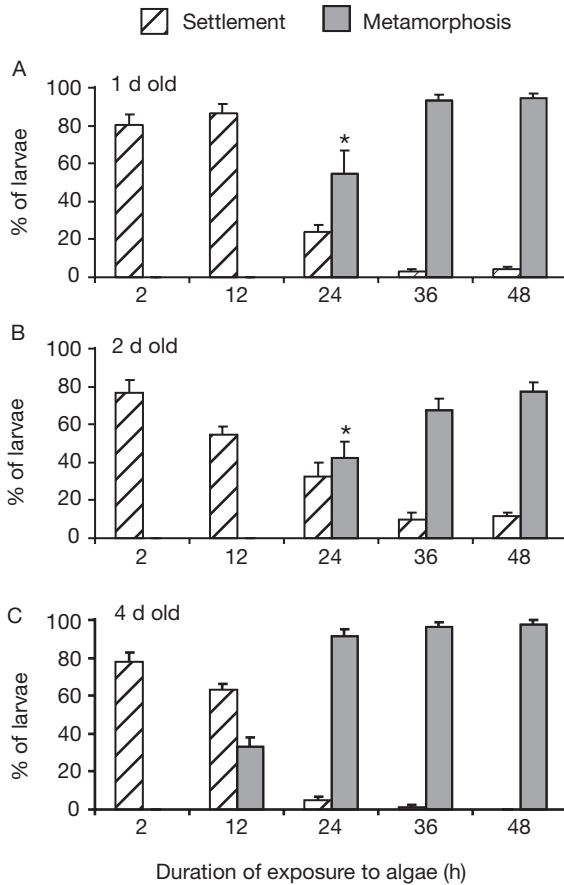 Settlement Metamorphosis
A
1 d old
% of larvae
100
80
60
40
20
0
*
2 12 24 36 48
B
2 d old
% of larvae
100
80
60
40
20
0
*
2 12 24 36 48
C
4 d old
% of larvae
100
80
60
40
20
0
2 12 24 36 48
Duration of exposure to algae (h)